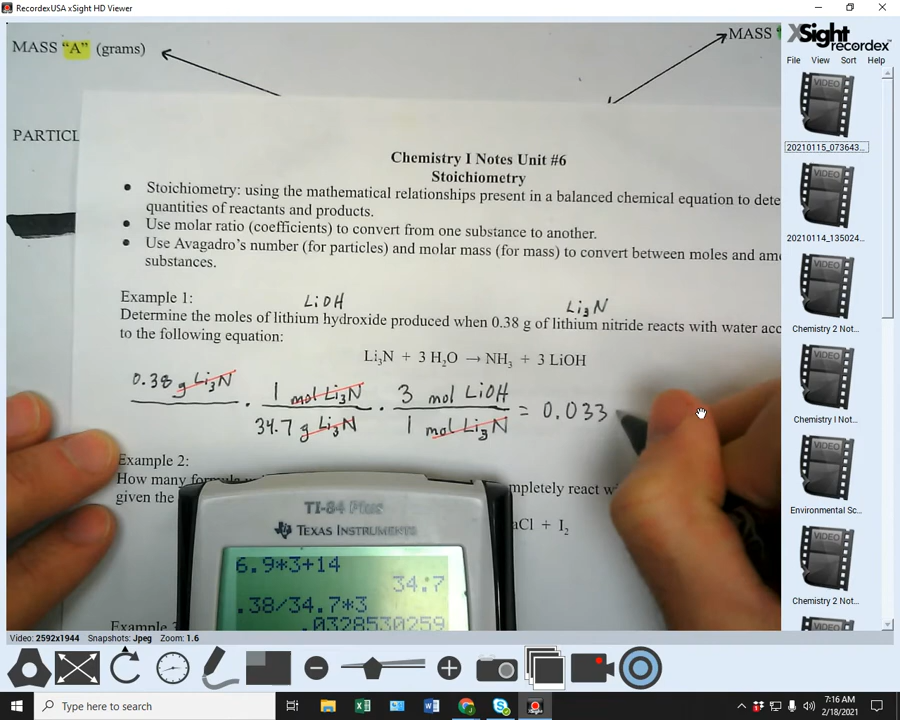 RecordexUSA xSight HD Viewer
MASS "A" (grams)
MASS "
XSight
recordex
File View Sort Help
PARTICL
Chemistry I Notes Unit #6
Stoichiometry
• Stoichiometry: using the mathematical relationships present in a balanced chemical equation to dete
quantities of reactants and products.
• Use molar ratio (coefficients) to convert from one substance to another.
• Use Avagadro's number (for particles) and molar mass (for mass) to convert between moles and am
substances.
Example 1:
LiOH
Li₃N
Determine the moles of lithium hydroxide produced when 0.38 g of lithium nitride reacts with water acc
to the following equation:
Li₃N + 3 H₂O → NH₃ + 3 LiOH
0.38 g Li₃N · 1 mol Li₃N · 3 mol LiOH = 0.033
34.7 g Li₃N 1 mol Li₃N
Example 2:
How many
mpletely react wi
given the
aCl + I₂
TI-84 Plus
TEXAS INSTRUMENTS
6.9*3+14
34.7
.38/34.7*3
.0328530259
Example 3
VIDEO
20210115_073643...
VIDEO
20210114_135024...
VIDEO
Chemistry 2 Not...
VIDEO
Chemistry I Not...
VIDEO
Environmental Sc...
VIDEO
Chemistry 2 Not...
Video: 2592x1944 Snapshots: Jpeg Zoom: 1.6
Type here to search
7:16 AM
2/18/2021